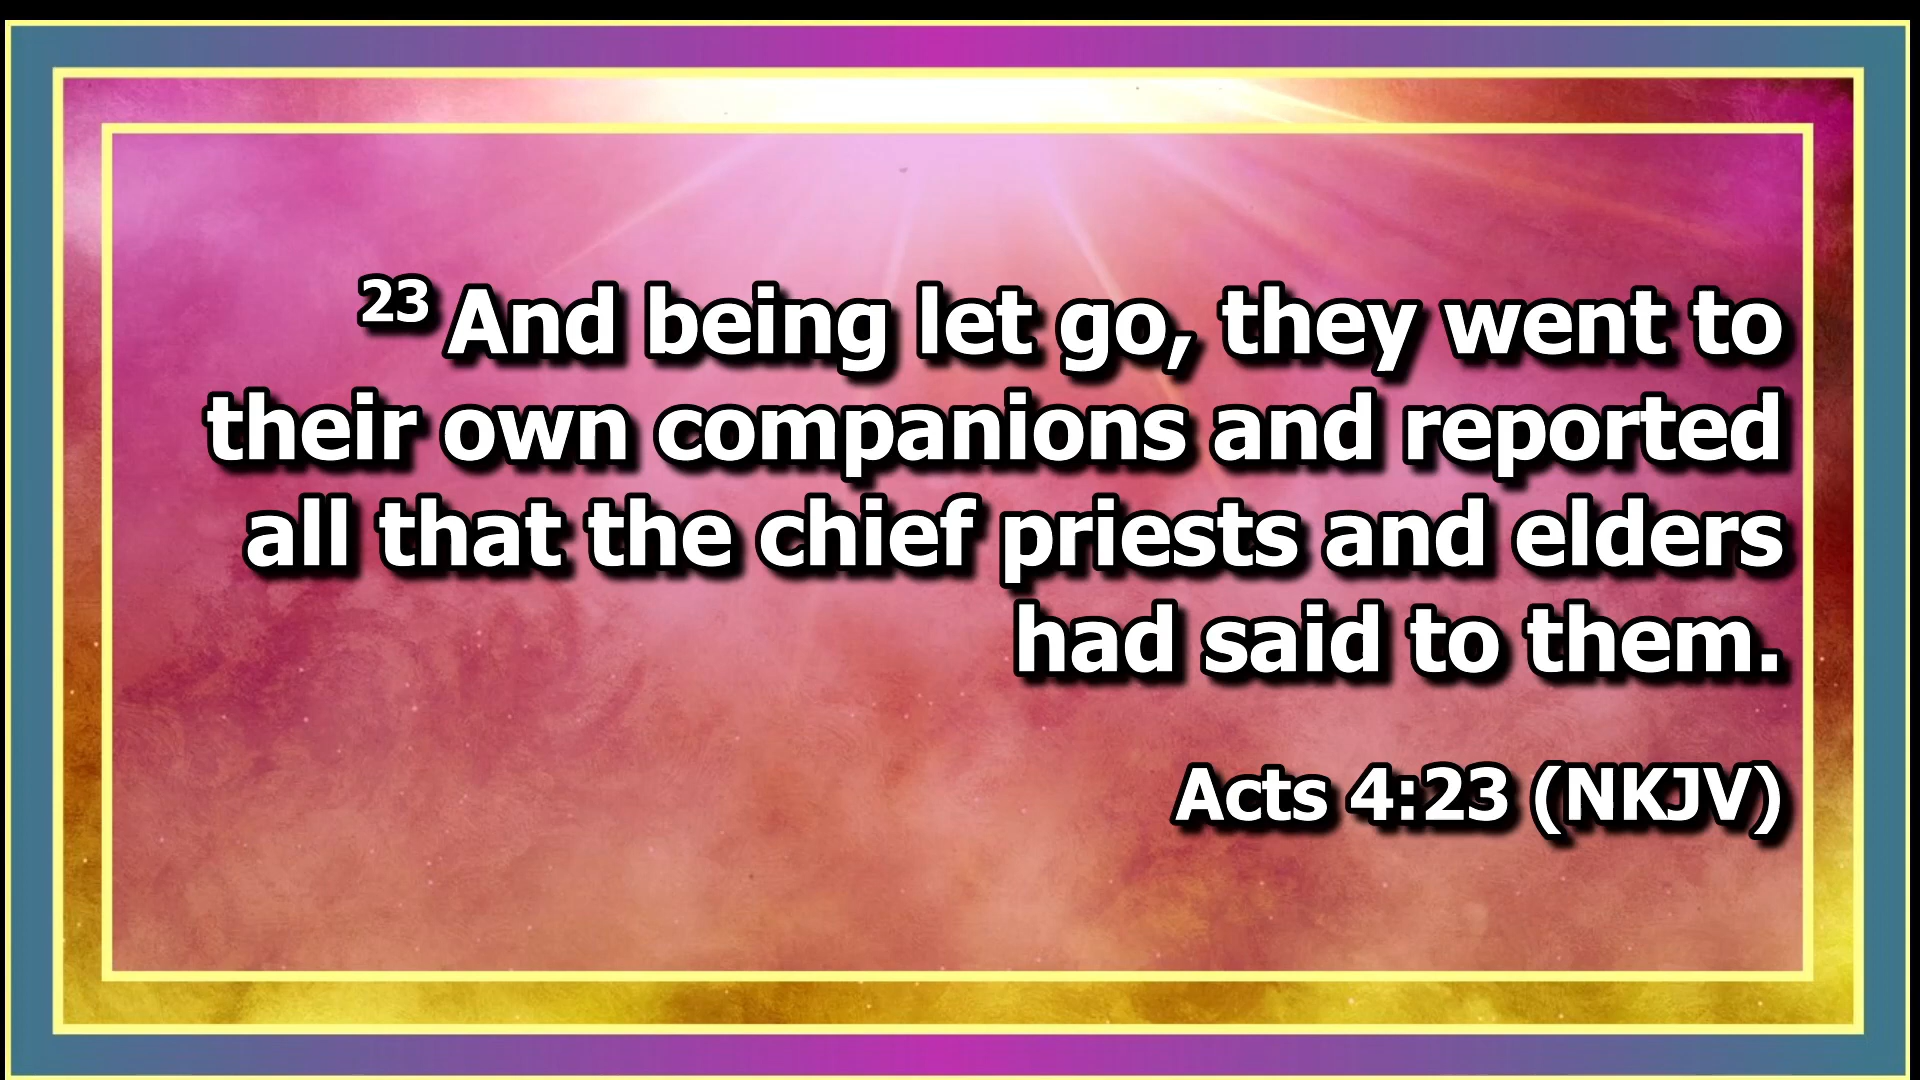 23 And being let go, they went to
their own companions and reported
all that the chief priests and elders
had said to them.
Acts 4:23 (NKJV)